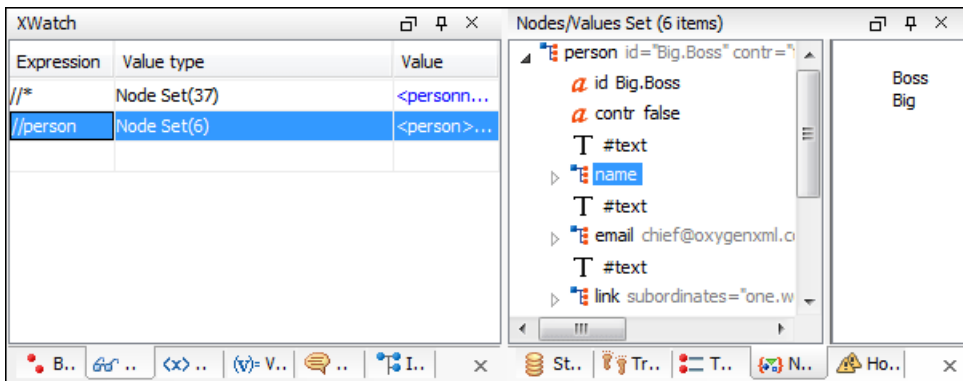 XWatch
Expression Value type Value
//* Node Set(37) <personn...
//person Node Set(6) <person>...
B.. .. <x> .. (v)= V.. .. I..
Nodes/Values Set (6 items)
person id="Big.Boss" contr="
a id Big.Boss
a contr false
T #text
name
T #text
email chief@oxygenxml.c
T #text
link subordinates="one.w
Boss
Big
St.. Tr.. T.. N.. Ho..